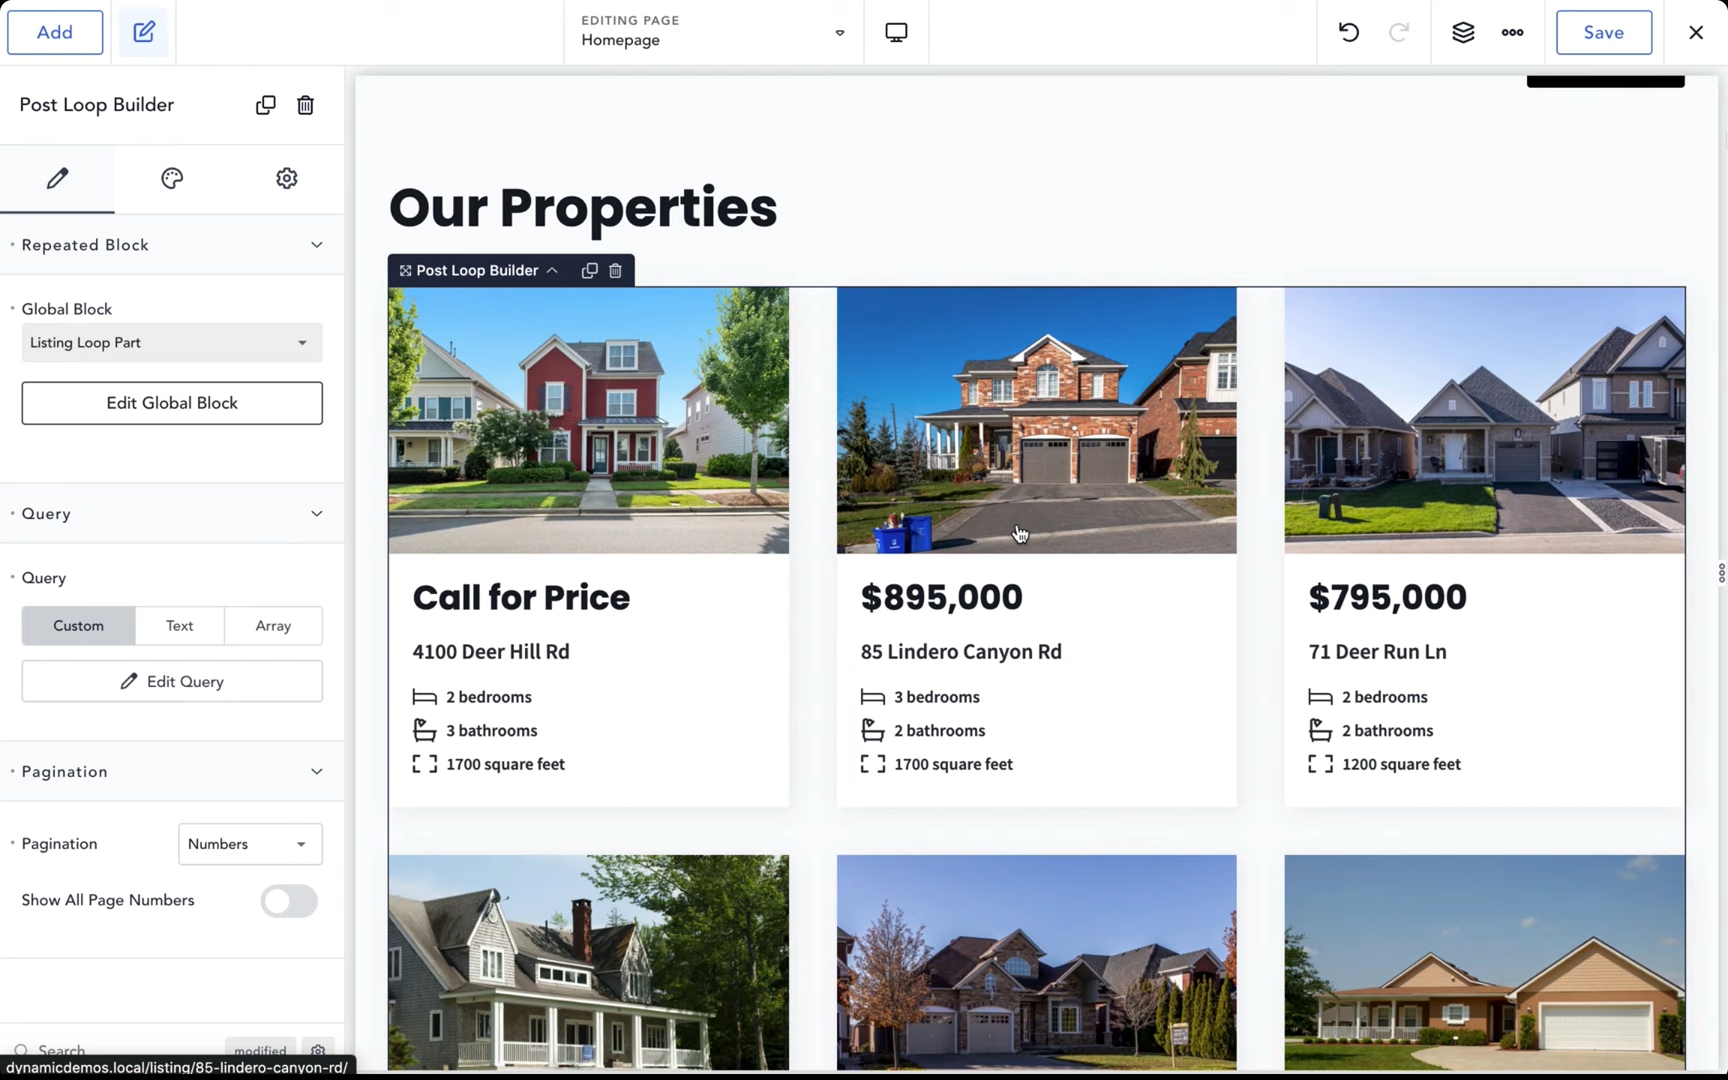 Add
EDITING PAGE
Homepage
Save
Post Loop Builder
Repeated Block
Global Block
Listing Loop Part
Edit Global Block
Query
Query
Custom
Text
Array
Edit Query
Pagination
Pagination
Numbers
Show All Page Numbers
Search
modified
dynamicdemos.local/listing/85-lindero-canyon-rd/
Our Properties
Post Loop Builder
Call for Price
4100 Deer Hill Rd
2 bedrooms
3 bathrooms
1700 square feet
$895,000
85 Lindero Canyon Rd
3 bedrooms
2 bathrooms
1700 square feet
$795,000
71 Deer Run Ln
2 bedrooms
2 bathrooms
1200 square feet